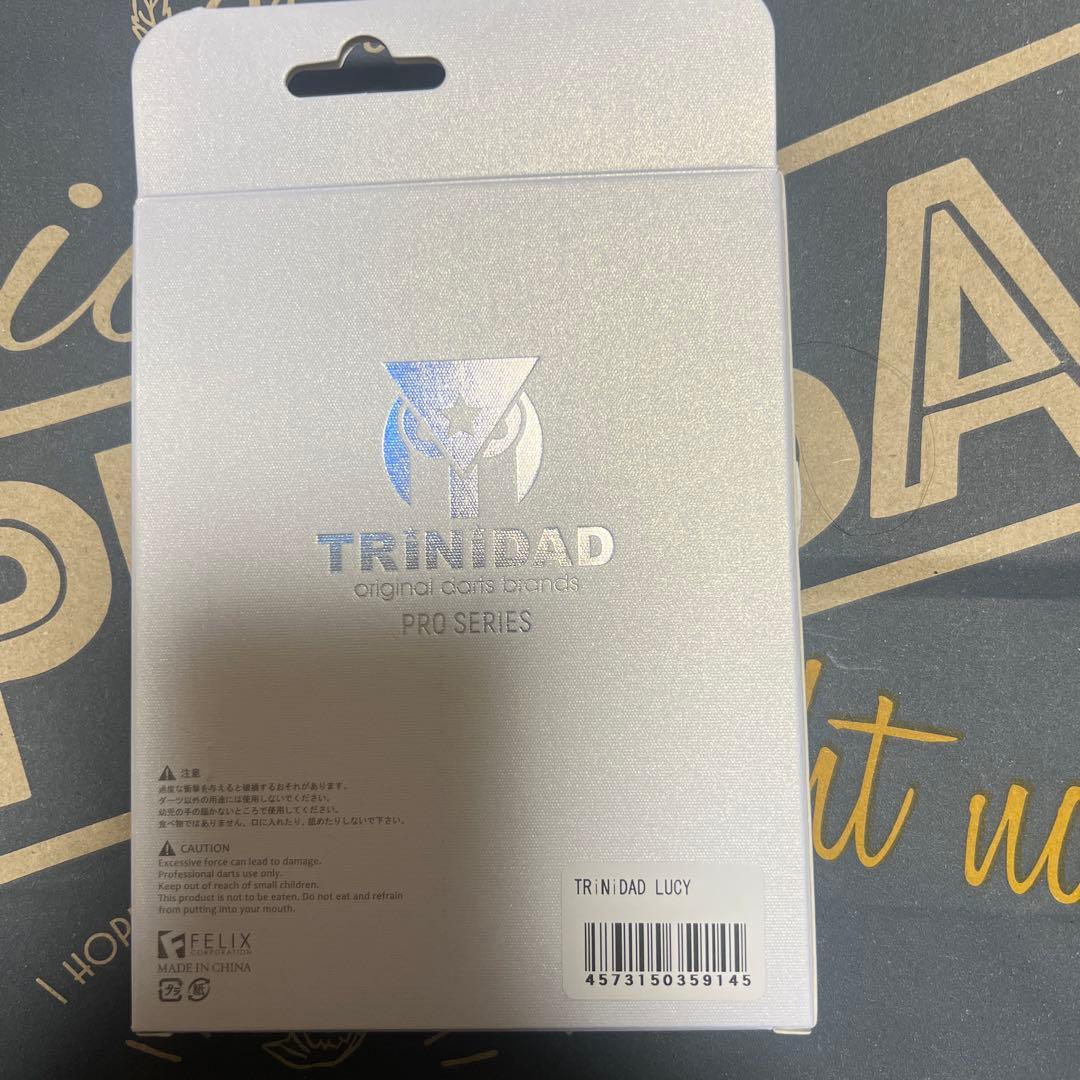 TRiNiDAD
original darts brands
PRO SERIES
注意
過度な衝撃を与えると破損するおそれがあります。
ダーツ以外の用途には使用しないでください。
幼児の手の届かないところで使用してください。
食べ物ではありません。口に入れたり、舐めたりしないで下さい。
CAUTION
Excessive force can lead to damage.
Professional darts use only.
Keep out of reach of small children.
This product is not to be eaten. Do not eat and refrain
from putting into your mouth.
FELIX
CORPORATION
MADE IN CHINA
プラ
紙
TRiNiDAD LUCY
4573150359145
I HOP